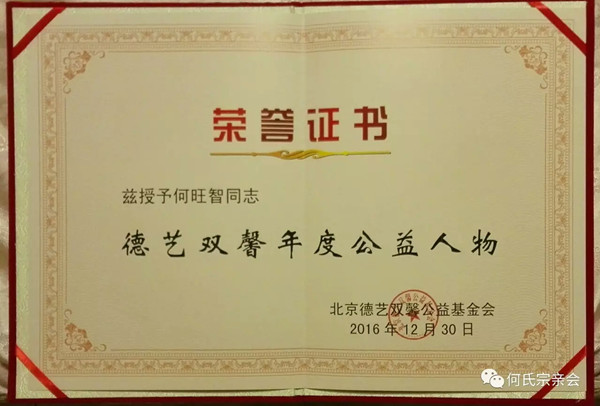 荣誉证书
兹授予何旺智同志
德艺双馨年度公益人物
北京德艺双馨公益基金会
2016年12月30日
何氏宗亲会